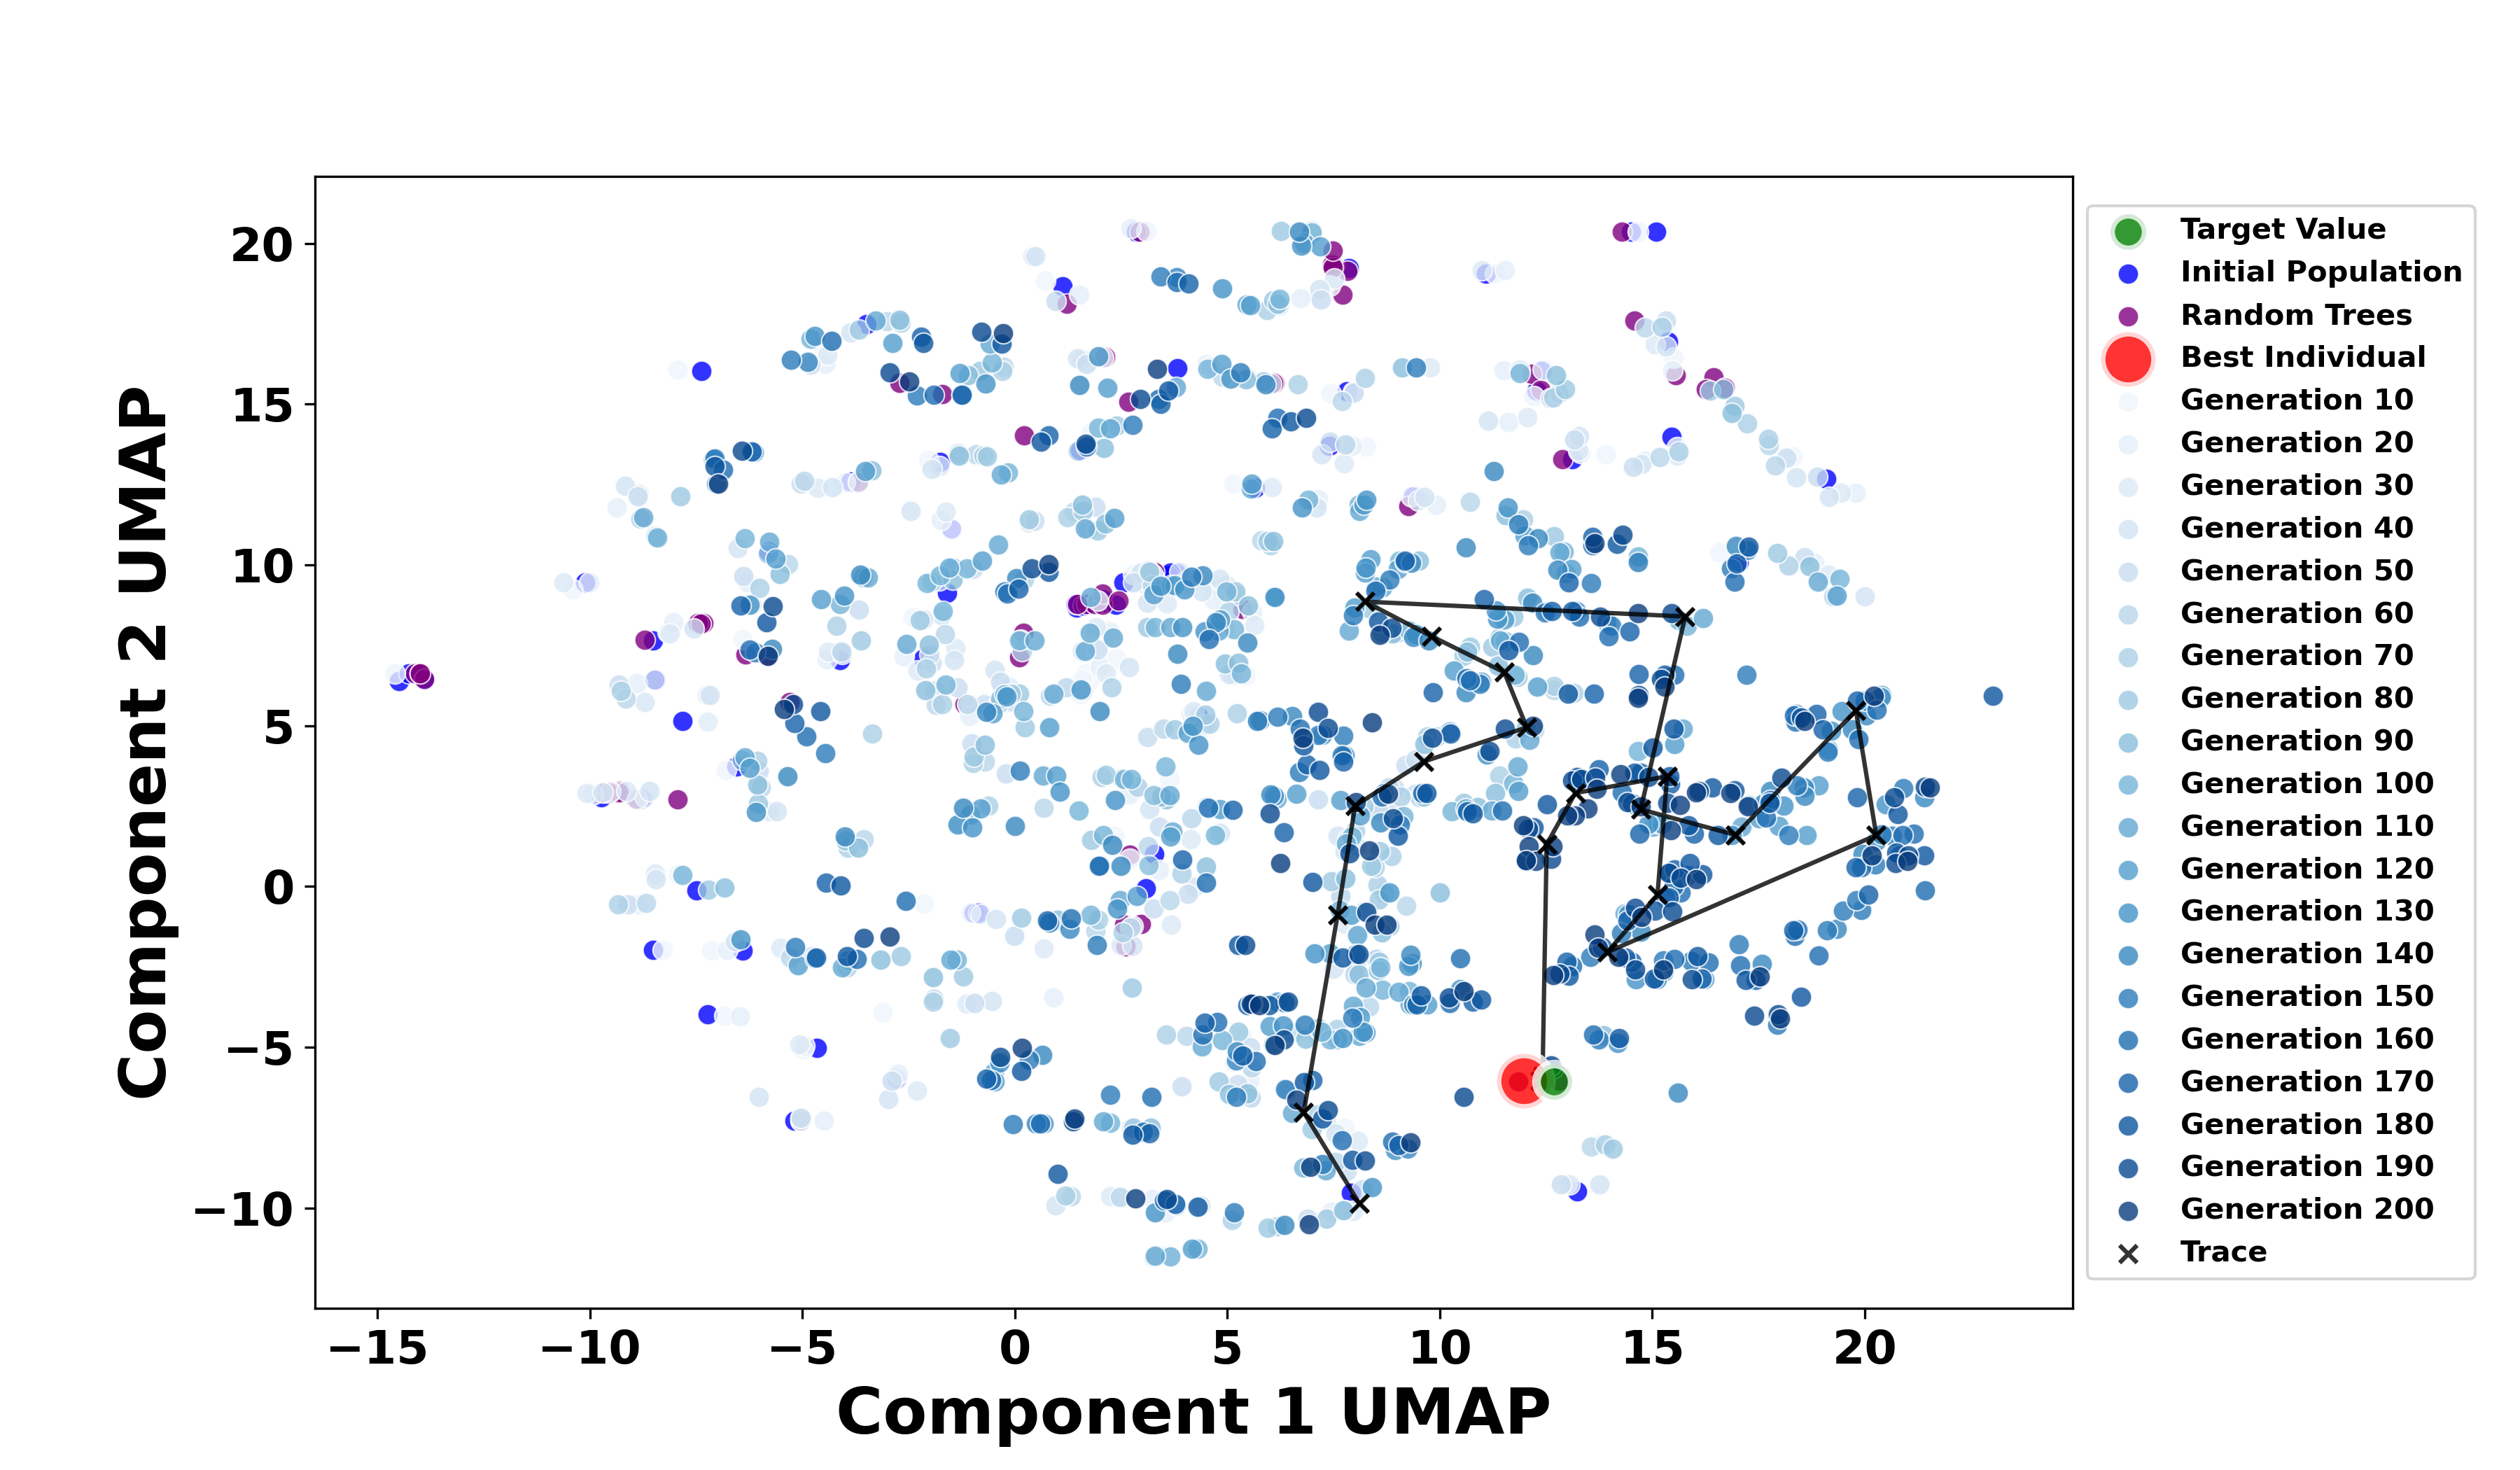 20
15
10
5
0
−5
−10
Component 2 UMAP
−15
−10
−5
0
5
10
15
20
Component 1 UMAP
Target Value
Initial Population
Random Trees
Best Individual
Generation 10
Generation 20
Generation 30
Generation 40
Generation 50
Generation 60
Generation 70
Generation 80
Generation 90
Generation 100
Generation 110
Generation 120
Generation 130
Generation 140
Generation 150
Generation 160
Generation 170
Generation 180
Generation 190
Generation 200
Trace